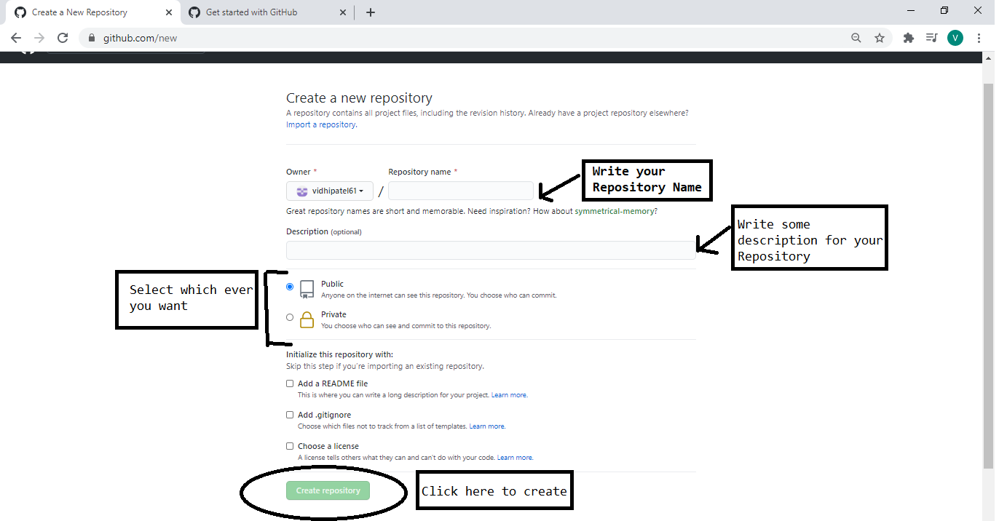 Create a New Repository
Get started with GitHub
github.com/new
V
Create a new repository
A repository contains all project files, including the revision history. Already have a project repository elsewhere?
Import a repository.
Owner *
Repository name *
Write your
Repository Name
vidhipatel61
/
Great repository names are short and memorable. Need inspiration? How about symmetrical-memory?
Description (optional)
Write some
description for your
Repository
Select which ever
you want
Public
Anyone on the internet can see this repository. You choose who can commit.
Private
You choose who can see and commit to this repository.
Initialize this repository with:
Skip this step if you're importing an existing repository.
Add a README file
This is where you can write a long description for your project. Learn more.
Add .gitignore
Choose which files not to track from a list of templates. Learn more.
Choose a license
A license tells others what they can and can't do with your code. Learn more.
Create repository
Click here to create